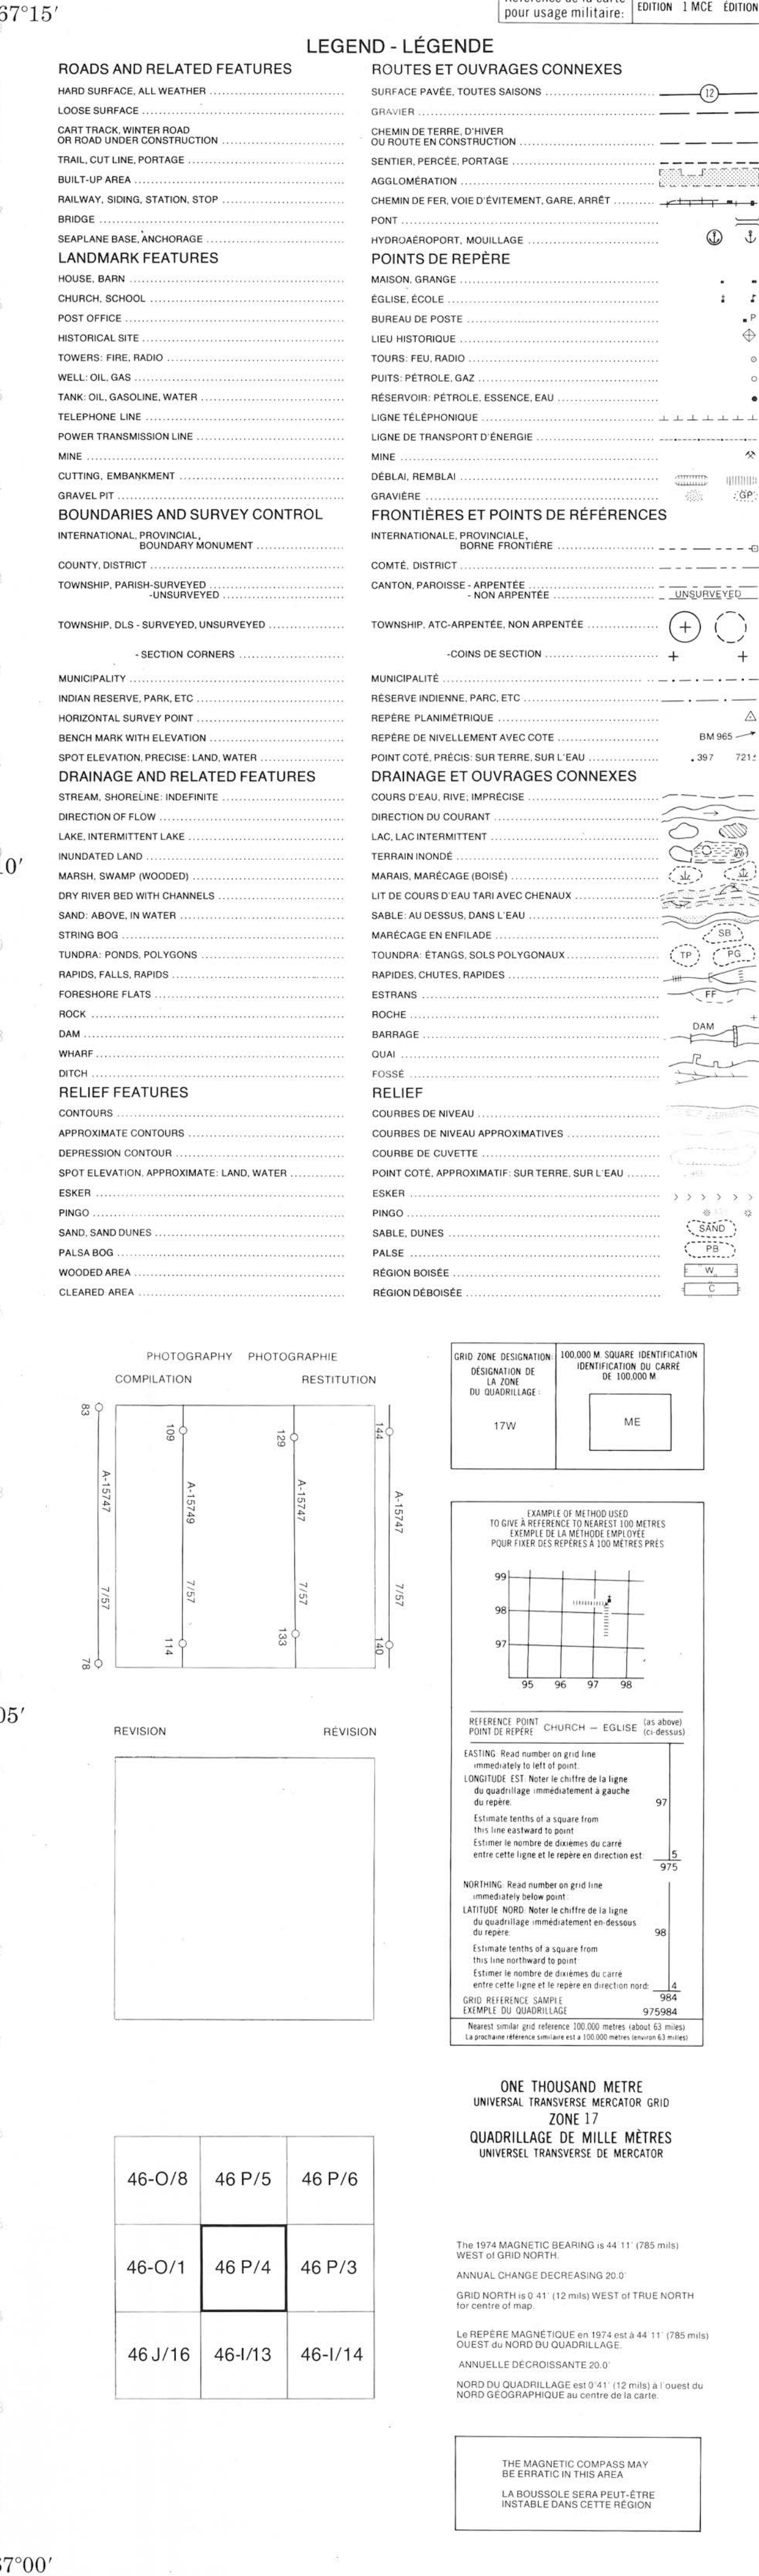 67°15′
pour usage militaire:
EDITION 1 MCE ÉDITION
LEGEND - LÉGENDE
ROADS AND RELATED FEATURES
HARD SURFACE, ALL WEATHER
LOOSE SURFACE
CART TRACK, WINTER ROAD
OR ROAD UNDER CONSTRUCTION
TRAIL, CUT LINE, PORTAGE
BUILT-UP AREA
RAILWAY, SIDING, STATION, STOP
BRIDGE
SEAPLANE BASE, ANCHORAGE
LANDMARK FEATURES
HOUSE, BARN
CHURCH, SCHOOL
POST OFFICE
HISTORICAL SITE
TOWERS: FIRE, RADIO
WELL: OIL, GAS
TANK: OIL, GASOLINE, WATER
TELEPHONE LINE
POWER TRANSMISSION LINE
MINE
CUTTING, EMBANKMENT
GRAVEL PIT
BOUNDARIES AND SURVEY CONTROL
INTERNATIONAL, PROVINCIAL,
BOUNDARY MONUMENT
COUNTY, DISTRICT
TOWNSHIP, PARISH-SURVEYED
-UNSURVEYED
TOWNSHIP, DLS - SURVEYED, UNSURVEYED
- SECTION CORNERS
MUNICIPALITY
INDIAN RESERVE, PARK, ETC
HORIZONTAL SURVEY POINT
BENCH MARK WITH ELEVATION
SPOT ELEVATION, PRECISE: LAND, WATER
DRAINAGE AND RELATED FEATURES
STREAM, SHORELINE: INDEFINITE
DIRECTION OF FLOW
LAKE, INTERMITTENT LAKE
INUNDATED LAND
MARSH, SWAMP (WOODED)
DRY RIVER BED WITH CHANNELS
SAND: ABOVE, IN WATER
STRING BOG
TUNDRA: PONDS, POLYGONS
RAPIDS, FALLS, RAPIDS
FORESHORE FLATS
ROCK
DAM
WHARF
DITCH
RELIEF FEATURES
CONTOURS
APPROXIMATE CONTOURS
DEPRESSION CONTOUR
SPOT ELEVATION, APPROXIMATE: LAND, WATER
ESKER
PINGO
SAND, SAND DUNES
PALSA BOG
WOODED AREA
CLEARED AREA
ROUTES ET OUVRAGES CONNEXES
SURFACE PAVÉE, TOUTES SAISONS
12
GRAVIER
CHEMIN DE TERRE, D'HIVER
OU ROUTE EN CONSTRUCTION
SENTIER, PERCÉE, PORTAGE
AGGLOMÉRATION
CHEMIN DE FER, VOIE D'ÉVITEMENT, GARE, ARRÊT
PONT
HYDROAÉROPORT, MOUILLAGE
POINTS DE REPÈRE
MAISON, GRANGE
ÉGLISE, ÉCOLE
BUREAU DE POSTE
P
LIEU HISTORIQUE
TOURS: FEU, RADIO
PUITS: PÉTROLE, GAZ
RÉSERVOIR: PÉTROLE, ESSENCE, EAU
LIGNE TÉLÉPHONIQUE
LIGNE DE TRANSPORT D'ÉNERGIE
MINE
DÉBLAI, REMBLAI
GRAVIÈRE
GP
FRONTIÈRES ET POINTS DE RÉFÉRENCES
INTERNATIONALE, PROVINCIALE,
BORNE FRONTIÈRE
COMTÉ, DISTRICT
CANTON, PAROISSE - ARPENTÉE
- NON ARPENTÉE
UNSURVEYED
TOWNSHIP, ATC-ARPENTÉE, NON ARPENTÉE
-COINS DE SECTION
MUNICIPALITÉ
RÉSERVE INDIENNE, PARC, ETC
REPÈRE PLANIMÉTRIQUE
REPÈRE DE NIVELLEMENT AVEC COTE
BM 965
POINT COTÉ, PRÉCIS: SUR TERRE, SUR L'EAU
.397 721±
DRAINAGE ET OUVRAGES CONNEXES
COURS D'EAU, RIVE; IMPRÉCISE
DIRECTION DU COURANT
LAC, LAC INTERMITTENT
TERRAIN INONDÉ
MARAIS, MARÉCAGE (BOISÉ)
LIT DE COURS D'EAU TARI AVEC CHENAUX
SABLE: AU DESSUS, DANS L'EAU
MARÉCAGE EN ENFILADE
SB
TOUNDRA: ÉTANGS, SOLS POLYGONAUX
TP PG
RAPIDES, CHUTES, RAPIDES
ESTRANS
FF
ROCHE
BARRAGE
DAM
QUAI
FOSSÉ
RELIEF
COURBES DE NIVEAU
COURBES DE NIVEAU APPROXIMATIVES
COURBE DE CUVETTE
POINT COTÉ, APPROXIMATIF: SUR TERRE, SUR L'EAU
ESKER
PINGO
SABLE, DUNES
SAND
PALSE
PB
RÉGION BOISÉE
W
RÉGION DÉBOISÉE
C
PHOTOGRAPHY PHOTOGRAPHIE
COMPILATION RESTITUTION
83
A-15747
7/57
78
109
A-15749
7/57
114
129
A-15747
7/57
133
144
A-15747
7/57
140
GRID ZONE DESIGNATION:
DÉSIGNATION DE
LA ZONE
DU QUADRILLAGE:
17W
100,000 M. SQUARE IDENTIFICATION
IDENTIFICATION DU CARRÉ
DE 100,000 M
ME
EXAMPLE OF METHOD USED
TO GIVE A REFERENCE TO NEAREST 100 METRES
EXEMPLE DE LA MÉTHODE EMPLOYÉE
POUR FIXER DES REPÈRES À 100 MÈTRES PRÈS
99
98
97
95 96 97 98
REFERENCE POINT
POINT DE REPÈRE
CHURCH — EGLISE
(as above)
(ci-dessus)
EASTING: Read number on grid line
immediately to left of point:
LONGITUDE EST: Noter le chiffre de la ligne
du quadrillage immédiatement à gauche
du repère: 97
Estimate tenths of a square from
this line eastward to point
Estimer le nombre de dixièmes du carré
entre cette ligne et le repère en direction est: 5
975
NORTHING: Read number on grid line
immediately below point:
LATITUDE NORD: Noter le chiffre de la ligne
du quadrillage immédiatement en-dessous
du repère: 98
Estimate tenths of a square from
this line northward to point
Estimer le nombre de dixièmes du carré
entre cette ligne et le repère en direction nord: 4
GRID REFERENCE SAMPLE 984
EXEMPLE DU QUADRILLAGE 975984
Nearest similar grid reference 100,000 metres (about 63 miles)
La prochaine référence similaire est à 100,000 mètres (environ 63 milles)
10′
05′
REVISION RÉVISION
ONE THOUSAND METRE
UNIVERSAL TRANSVERSE MERCATOR GRID
ZONE 17
QUADRILLAGE DE MILLE MÈTRES
UNIVERSEL TRANSVERSE DE MERCATOR
46-O/8 46 P/5 46 P/6
46-O/1 46 P/4 46 P/3
46 J/16 46-I/13 46-I/14
The 1974 MAGNETIC BEARING is 44°11' (785 mils)
WEST of GRID NORTH.
ANNUAL CHANGE DECREASING 20.0'
GRID NORTH is 0°41' (12 mils) WEST of TRUE NORTH
for centre of map.
Le REPÈRE MAGNÉTIQUE en 1974 est à 44°11' (785 mils)
OUEST du NORD DU QUADRILLAGE.
ANNUELLE DÉCROISSANTE 20.0'
NORD DU QUADRILLAGE est 0°41' (12 mils) à l'ouest du
NORD GÉOGRAPHIQUE au centre de la carte.
THE MAGNETIC COMPASS MAY
BE ERRATIC IN THIS AREA
LA BOUSSOLE SERA PEUT-ÊTRE
INSTABLE DANS CETTE RÉGION
67°00′